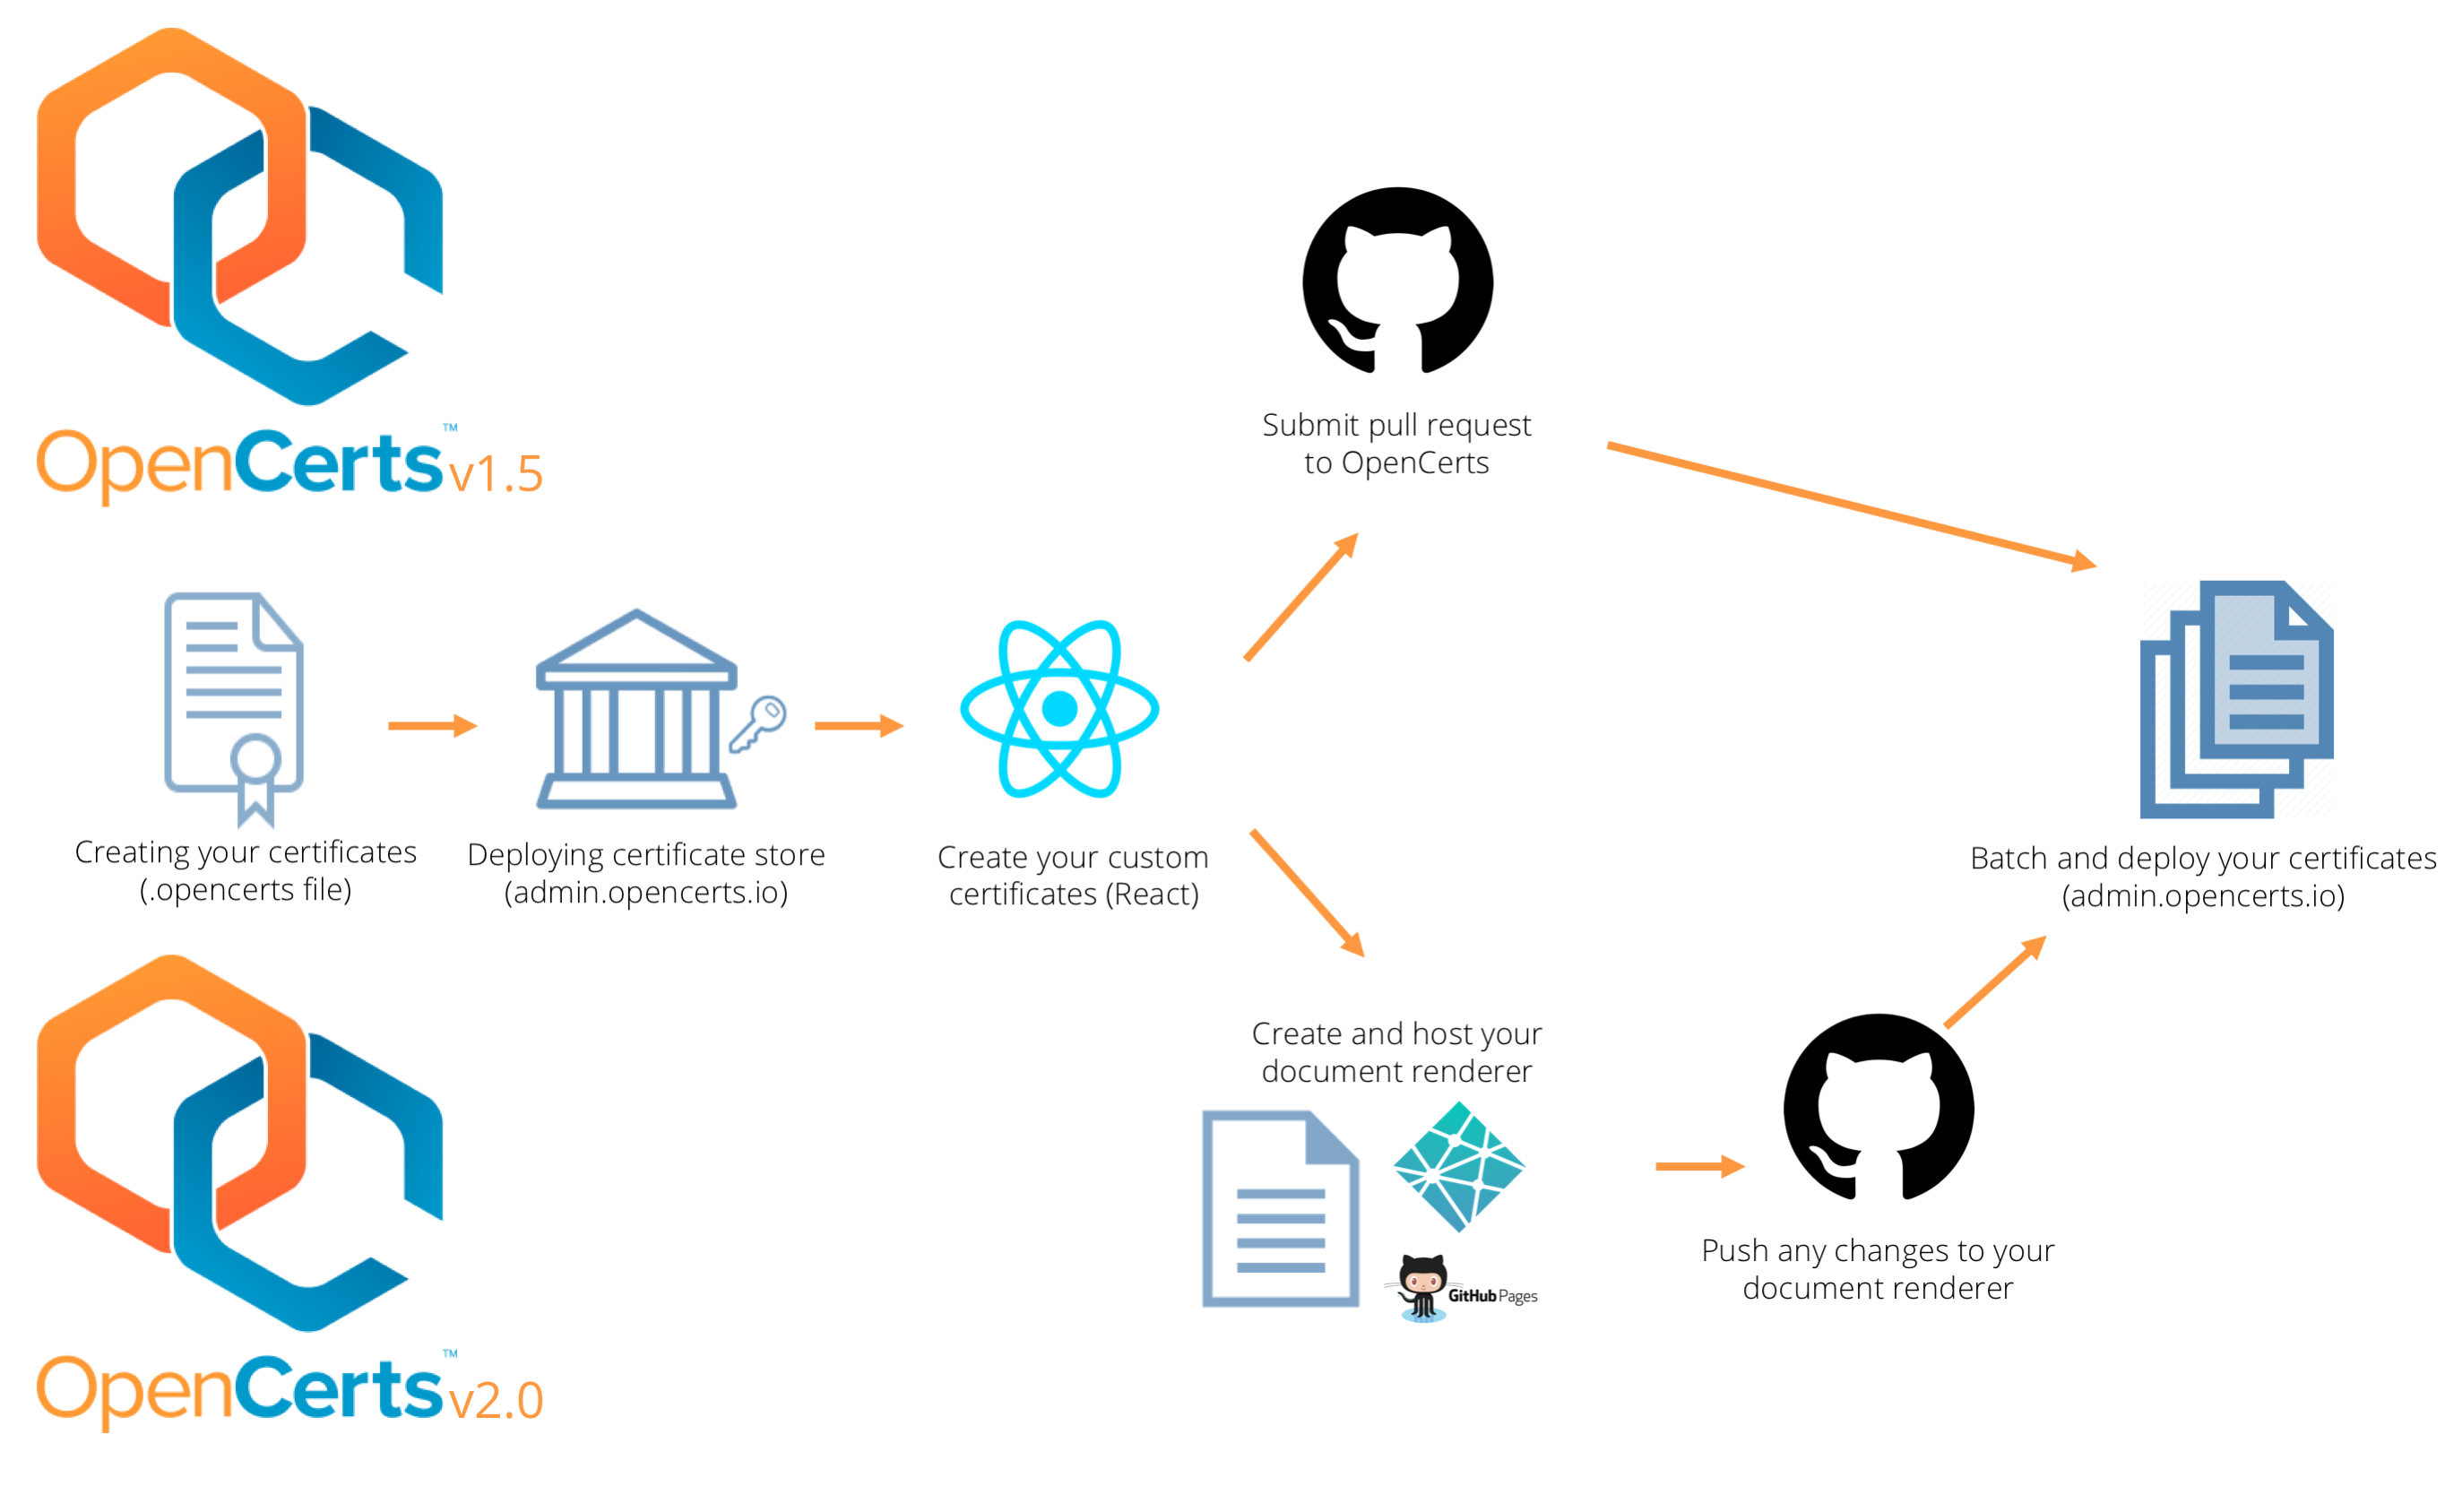 OpenCerts™ v1.5
Submit pull request
to OpenCerts
Creating your certificates
(.opencerts file)
Deploying certificate store
(admin.opencerts.io)
Create your custom
certificates (React)
Batch and deploy your certificates
(admin.opencerts.io)
Create and host your
document renderer
GitHub Pages
Push any changes to your
document renderer
OpenCerts™ v2.0